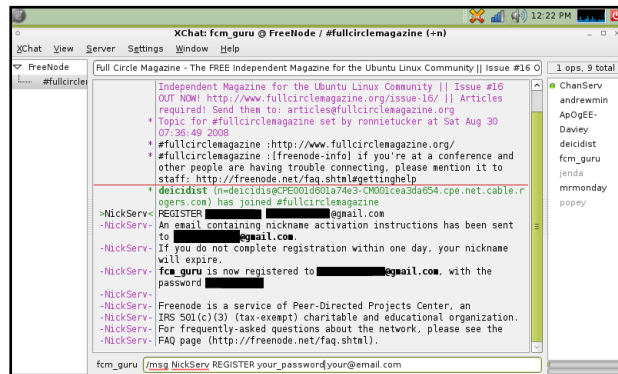 12:22 PM
XChat: fcm_guru @ FreeNode / #fullcirclemagazine (+n)
XChat View Server Settings Window Help
FreeNode
#fullcircle
Full Circle Magazine - The FREE Independent Magazine for the Ubuntu Linux Community || Issue #16 O
1 ops, 9 total
Independent Magazine for the Ubuntu Linux Community || Issue #16
OUT NOW! http://www.fullcirclemagazine.org/issue-16/ || Articles
required! Send them to: articles@fullcirclemagazine.org
* Topic for #fullcirclemagazine set by ronnietucker at Sat Aug 30
07:36:49 2008
* #fullcirclemagazine :http://www.fullcirclemagazine.org/
* #fullcirclemagazine :[freenode-info] if you're at a conference and
other people are having trouble connecting, please mention it to
staff: http://freenode.net/faq.shtml#gettinghelp
* deicidist (n=deicidis@CPE001d601a74e3-CM001cea3da654.cpe.net.cable.r
ogers.com) has joined #fullcirclemagazine
>NickServ< REGISTER @gmail.com
-NickServ- An email containing nickname activation instructions has been sent
to @gmail.com.
-NickServ- If you do not complete registration within one day, your nickname
will expire.
-NickServ- fcm_guru is now registered to @gmail.com, with the
password
-NickServ-
-NickServ- Freenode is a service of Peer-Directed Projects Center, an
-NickServ- IRS 501(c)(3) (tax-exempt) charitable and educational organization.
-NickServ- For frequently-asked questions about the network, please see the
-NickServ- FAQ page (http://freenode.net/faq.shtml).
ChanServ
andrewmin
ApOgEE-
Daviey
deicidist
fcm_guru
jenda
mrmonday
popey
fcm_guru /msg NickServ REGISTER your_password your@email.com